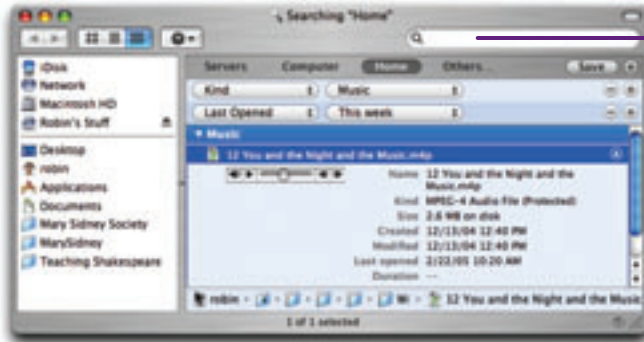 Searching "Home"
iDisk
Network
Macintosh HD
Robin's Stuff
Desktop
robin
Applications
Documents
Mary Sidney Society
MarySidney
Teaching Shakespeare
Servers Computer Home Others... Save
Kind Music
Last Opened This week
Music
12 You and the Night and the Music.m4p
Name 12 You and the Night and the
Music.m4p
Kind MPEG-4 Audio File (Protected)
Size 2.6 MB on disk
Created 12/13/04 12:40 PM
Modified 12/13/04 12:40 PM
Last opened 2/22/05 10:20 AM
Duration --
robin 12 You and the Night and the Music
1 of 1 selected